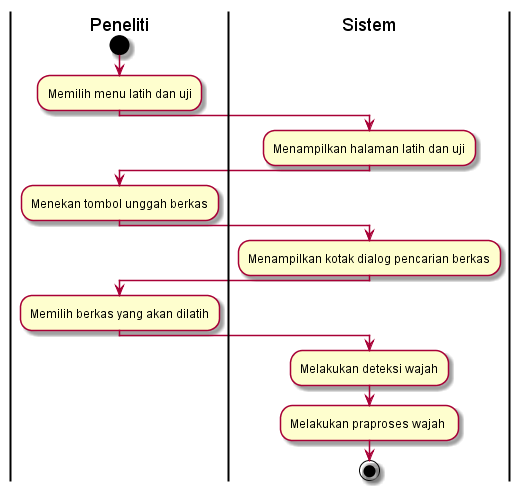 Peneliti
Sistem
Memilih menu latih dan uji
Menampilkan halaman latih dan uji
Menekan tombol unggah berkas
Menampilkan kotak dialog pencarian berkas
Memilih berkas yang akan dilatih
Melakukan deteksi wajah
Melakukan praproses wajah